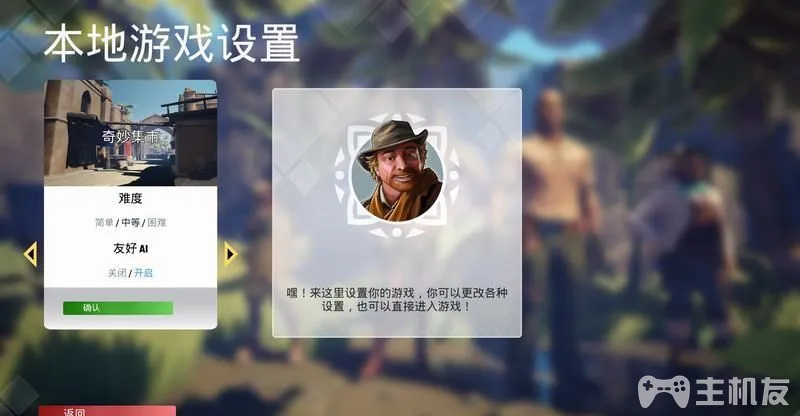 本地游戏设置
奇妙集市
难度
简单 / 中等 / 困难
友好 AI
关闭 / 开启
确认
嘿！来这里设置你的游戏，你可以更改各种
设置，也可以直接进入游戏！
返回
主机友